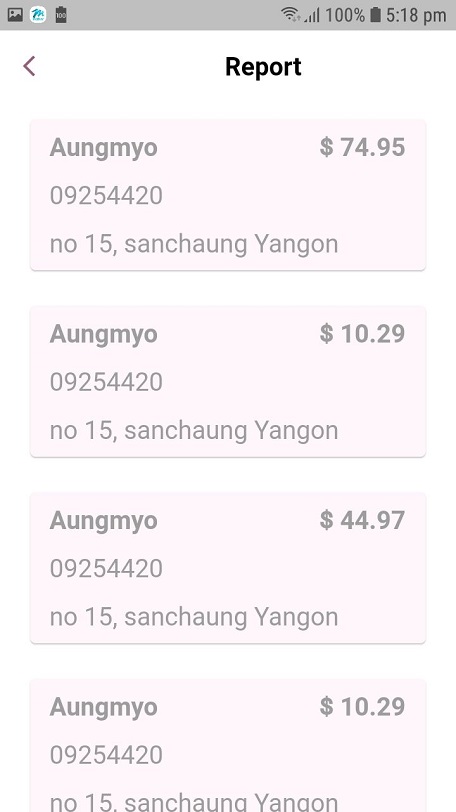 100% 5:18 pm
Report
Aungmyo $ 74.95
09254420
no 15, sanchaung Yangon
Aungmyo $ 10.29
09254420
no 15, sanchaung Yangon
Aungmyo $ 44.97
09254420
no 15, sanchaung Yangon
Aungmyo $ 10.29
09254420
no 15, sanchaung Yangon